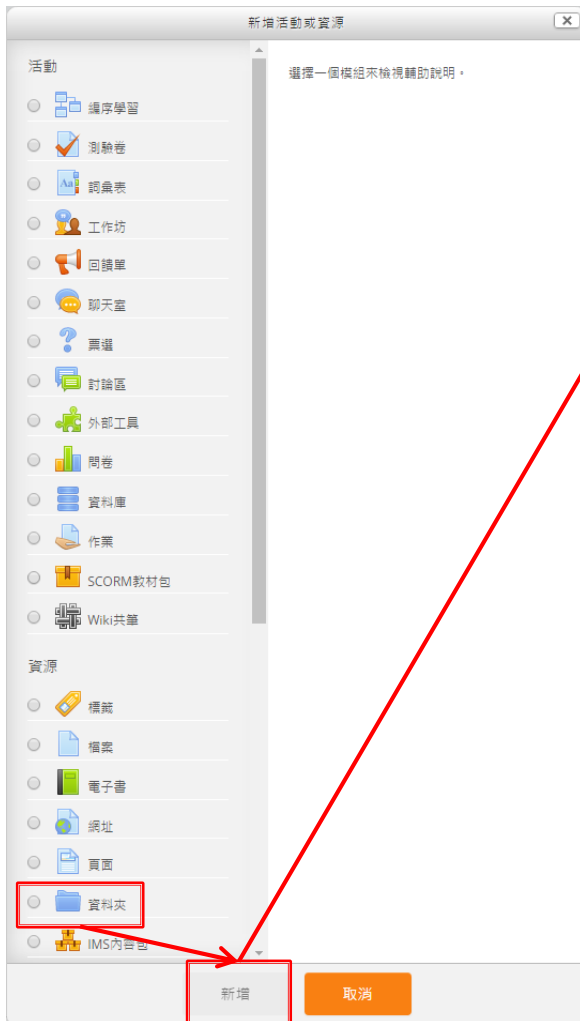 新增活動或資源
活動
選擇一個模組來檢視輔助說明。
編序學習
測驗卷
詞彙表
工作坊
回饋單
聊天室
票選
討論區
外部工具
問卷
資料庫
作業
SCORM教材包
Wiki共筆
資源
標籤
檔案
電子書
網址
頁面
資料夾
IMS內容包
新增
取消